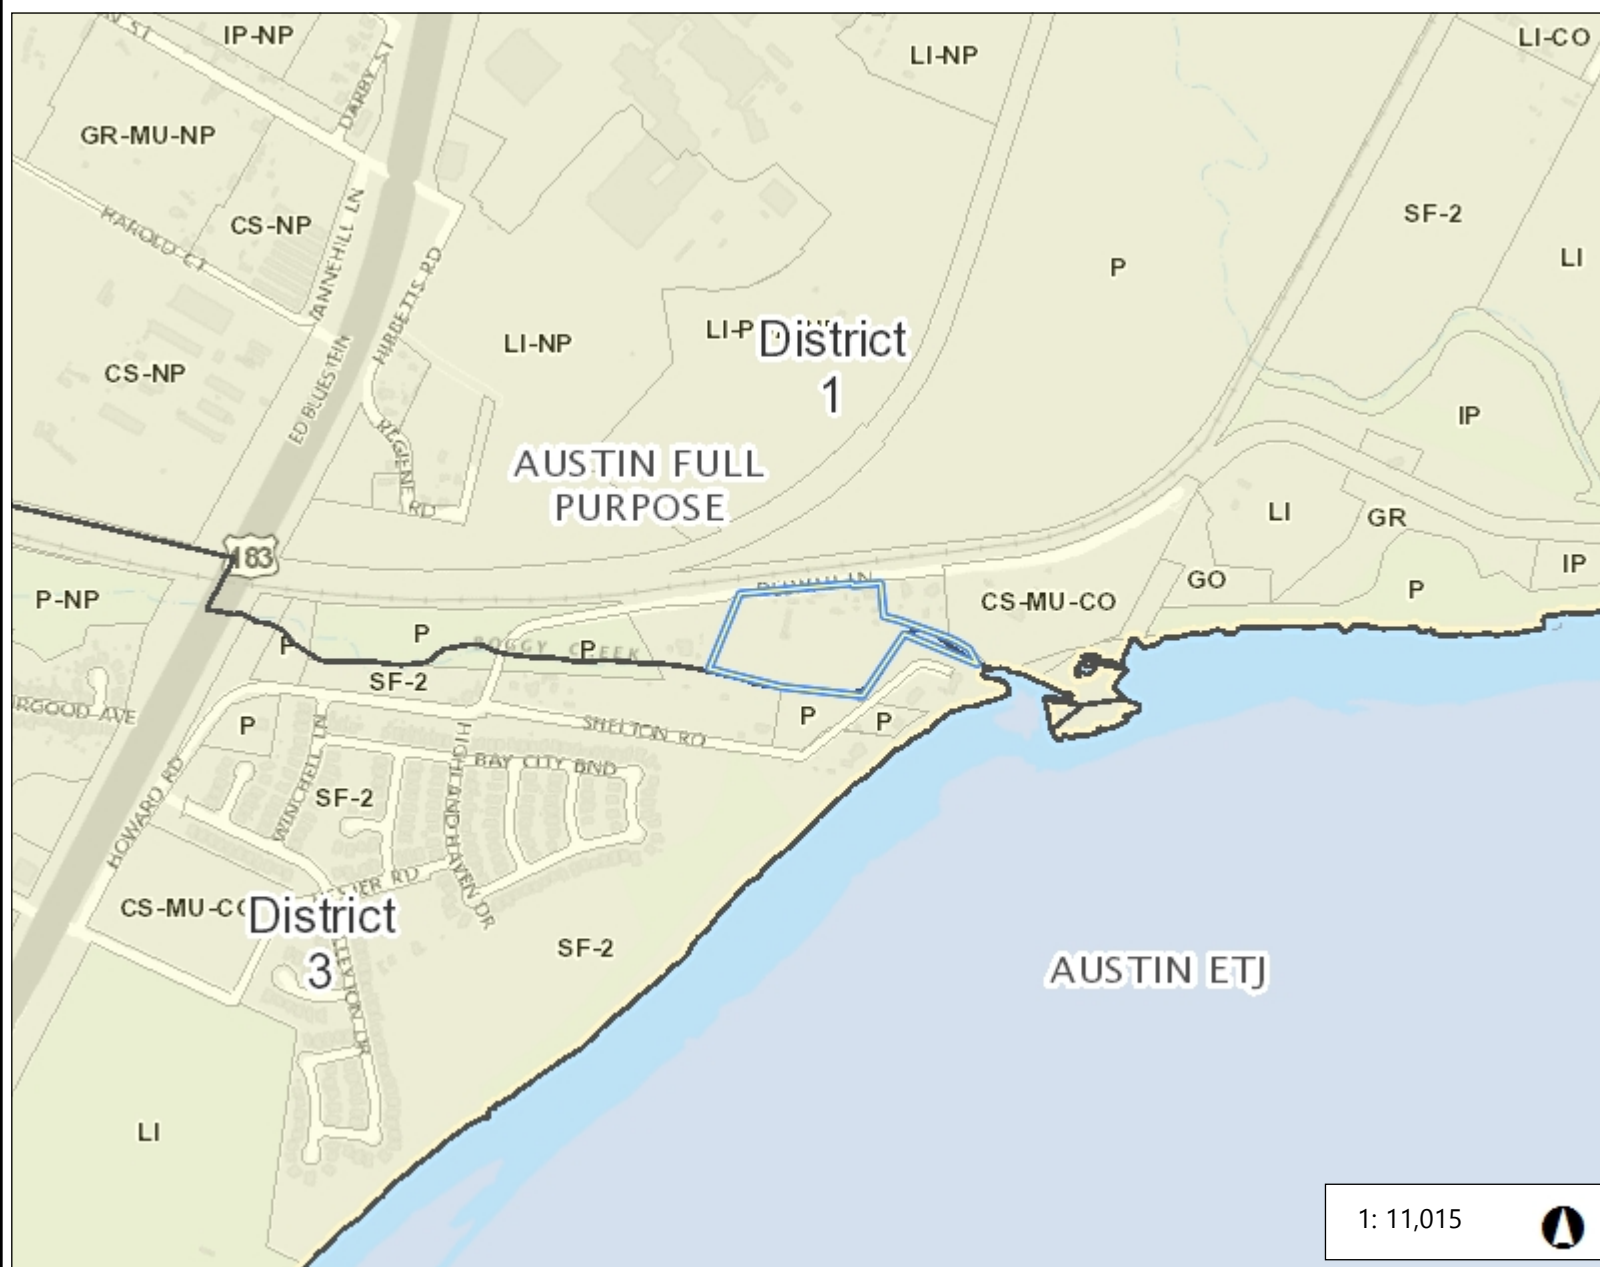 IP-NP
LI-NP
LI-CO
DARBY ST
GR-MU-NP
CS-NP
HAROLD CT
TANNEHILL LN
HIBBETTS RD
SF-2
LI
P
CS-NP
LI-NP
District
1
ED BLUESTEIN
REGIENE RD
IP
AUSTIN FULL
PURPOSE
LI
GR
183
IP
P-NP
GO
P
CS-MU-CO
P
P
BOGGY CREEK
P
SF-2
P
P
P
SHELTON RD
HOWARD RD
WINCHELL LN
BAY CITY BND
SF-2
HIGHLAND HAVEN DR
CS-MU-CO
District
3
SF-2
AUSTIN ETJ
LI
1: 11,015